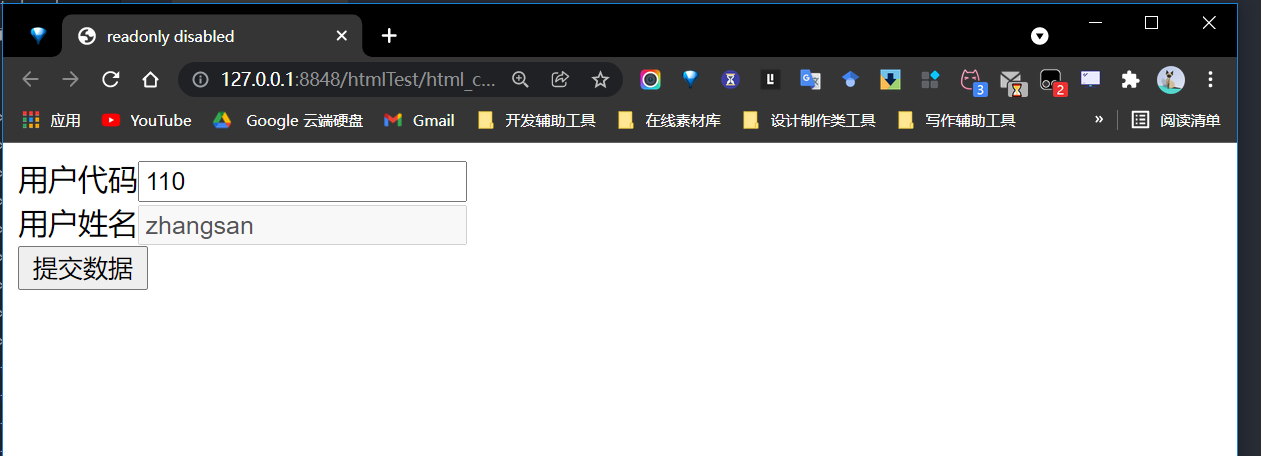 readonly disabled
127.0.0.1:8848/htmlTest/html_c...
3
2
应用 YouTube Google 云端硬盘 Gmail 开发辅助工具 在线素材库 设计制作类工具 写作辅助工具 » 阅读清单
用户代码 110
用户姓名 zhangsan
提交数据